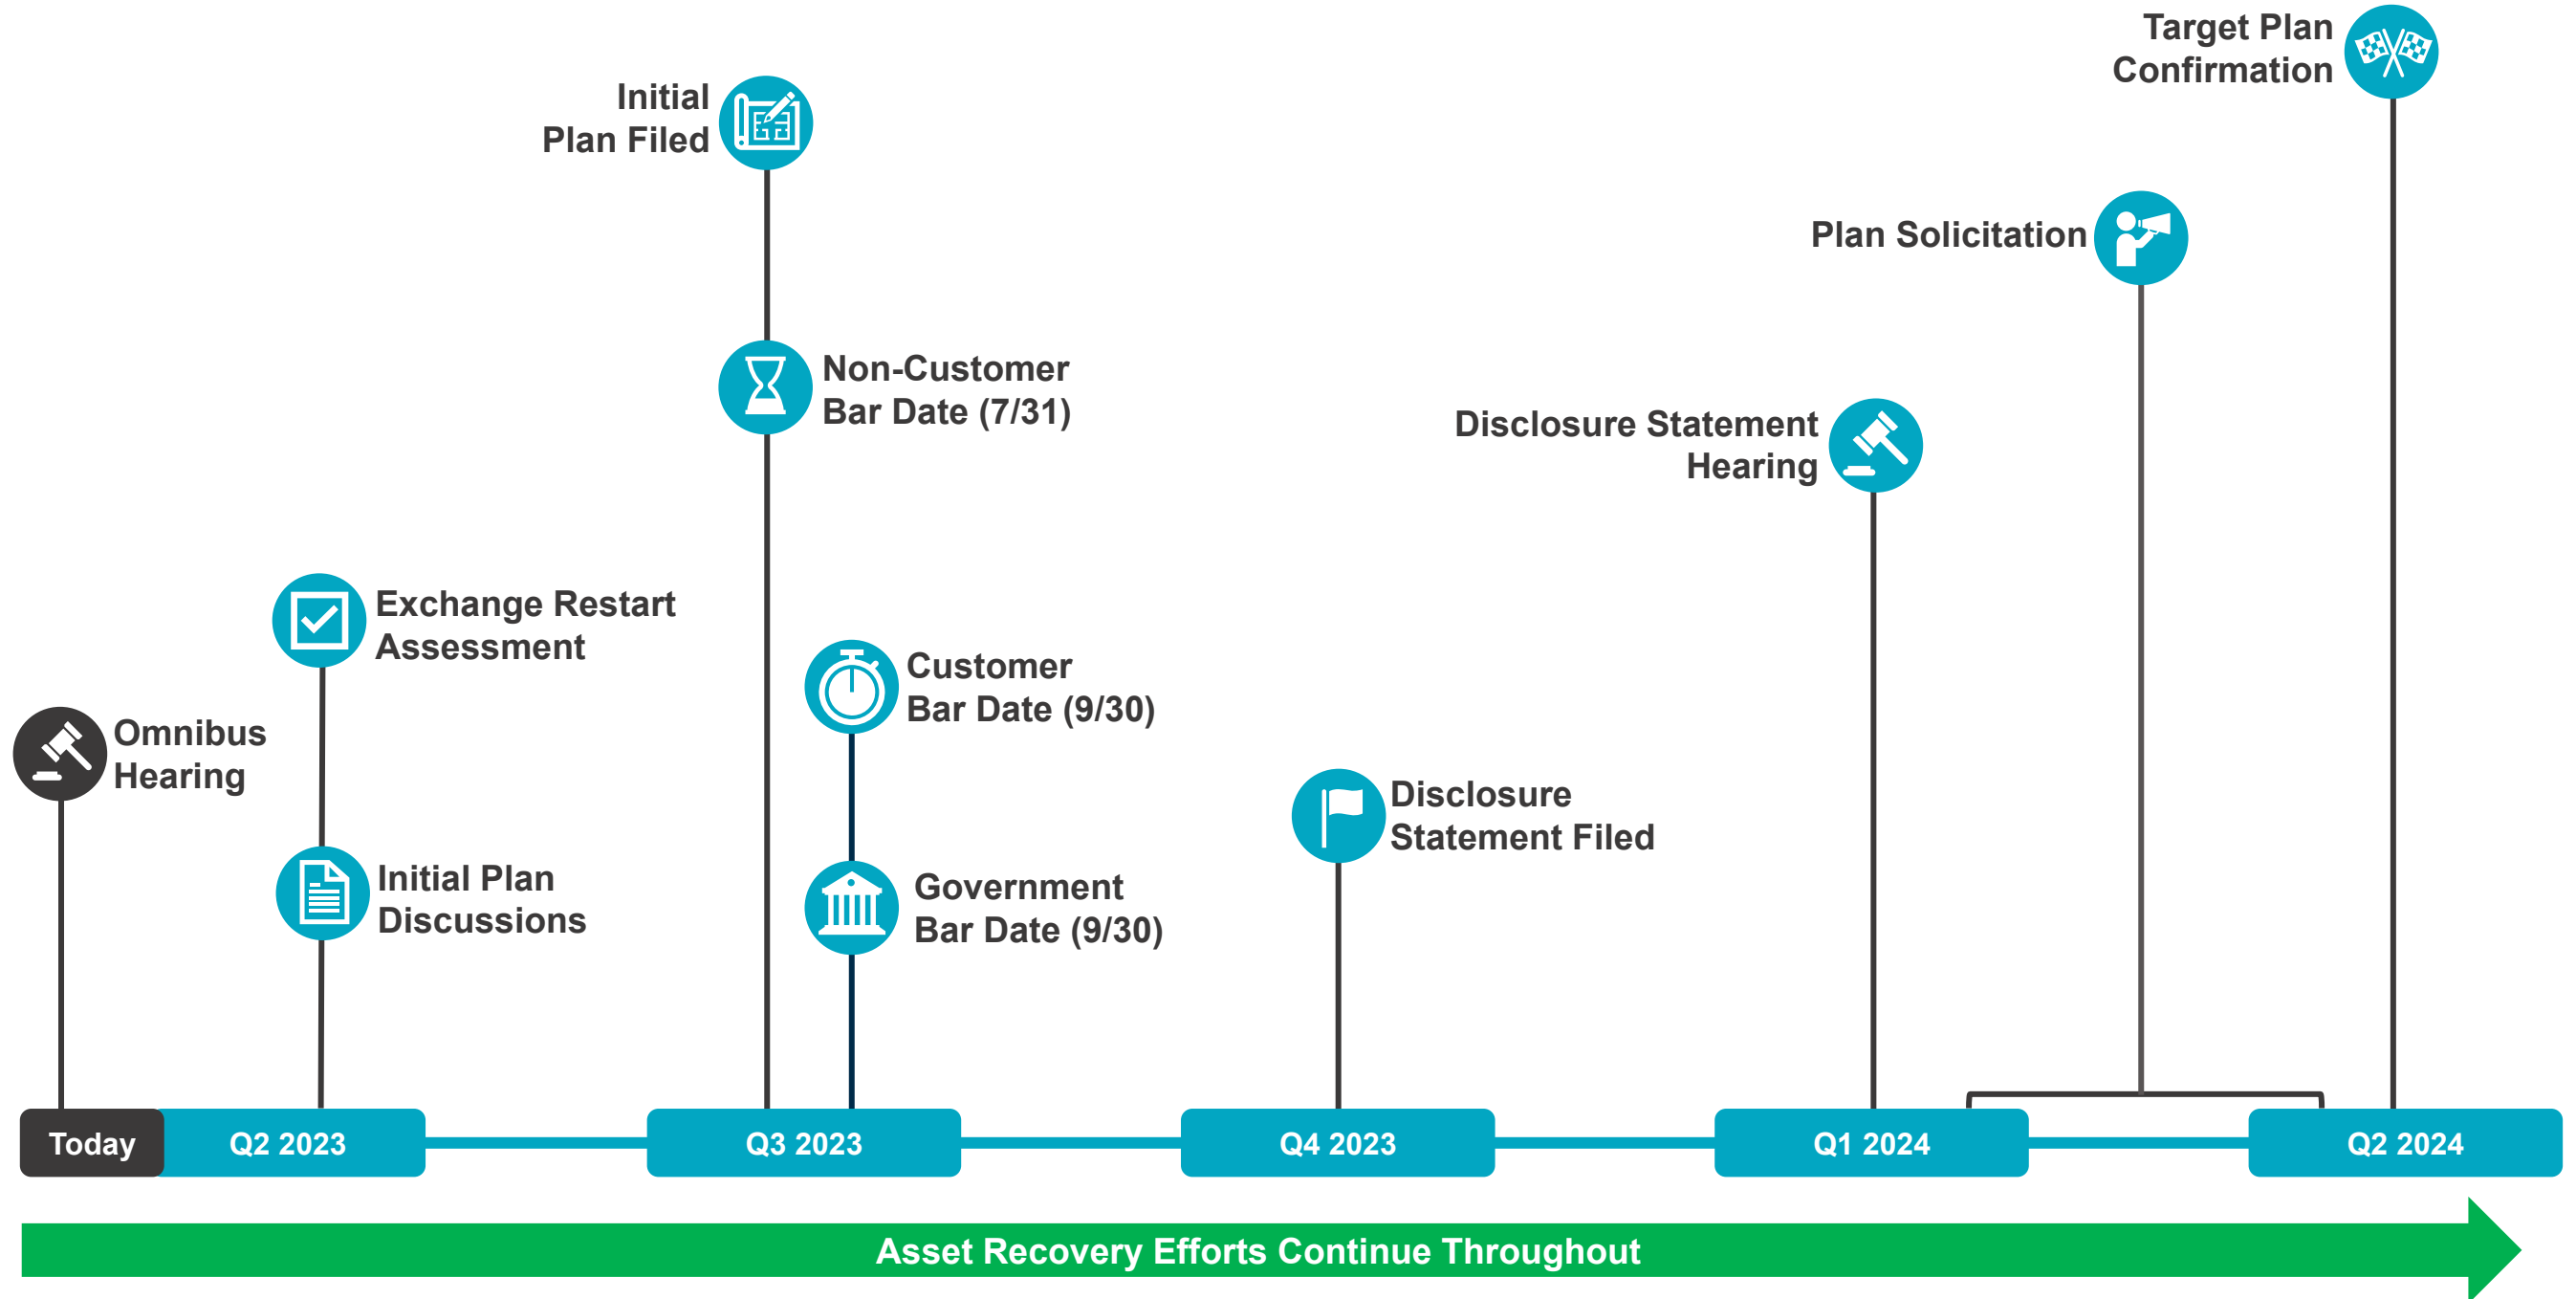 Target Plan
Confirmation
Initial
Plan Filed
Plan Solicitation
Non-Customer
Bar Date (7/31)
Disclosure Statement
Hearing
Exchange Restart
Assessment
Customer
Bar Date (9/30)
Omnibus
Hearing
Disclosure
Statement Filed
Initial Plan
Discussions
Government
Bar Date (9/30)
Today
Q2 2023
Q3 2023
Q4 2023
Q1 2024
Q2 2024
Asset Recovery Efforts Continue Throughout